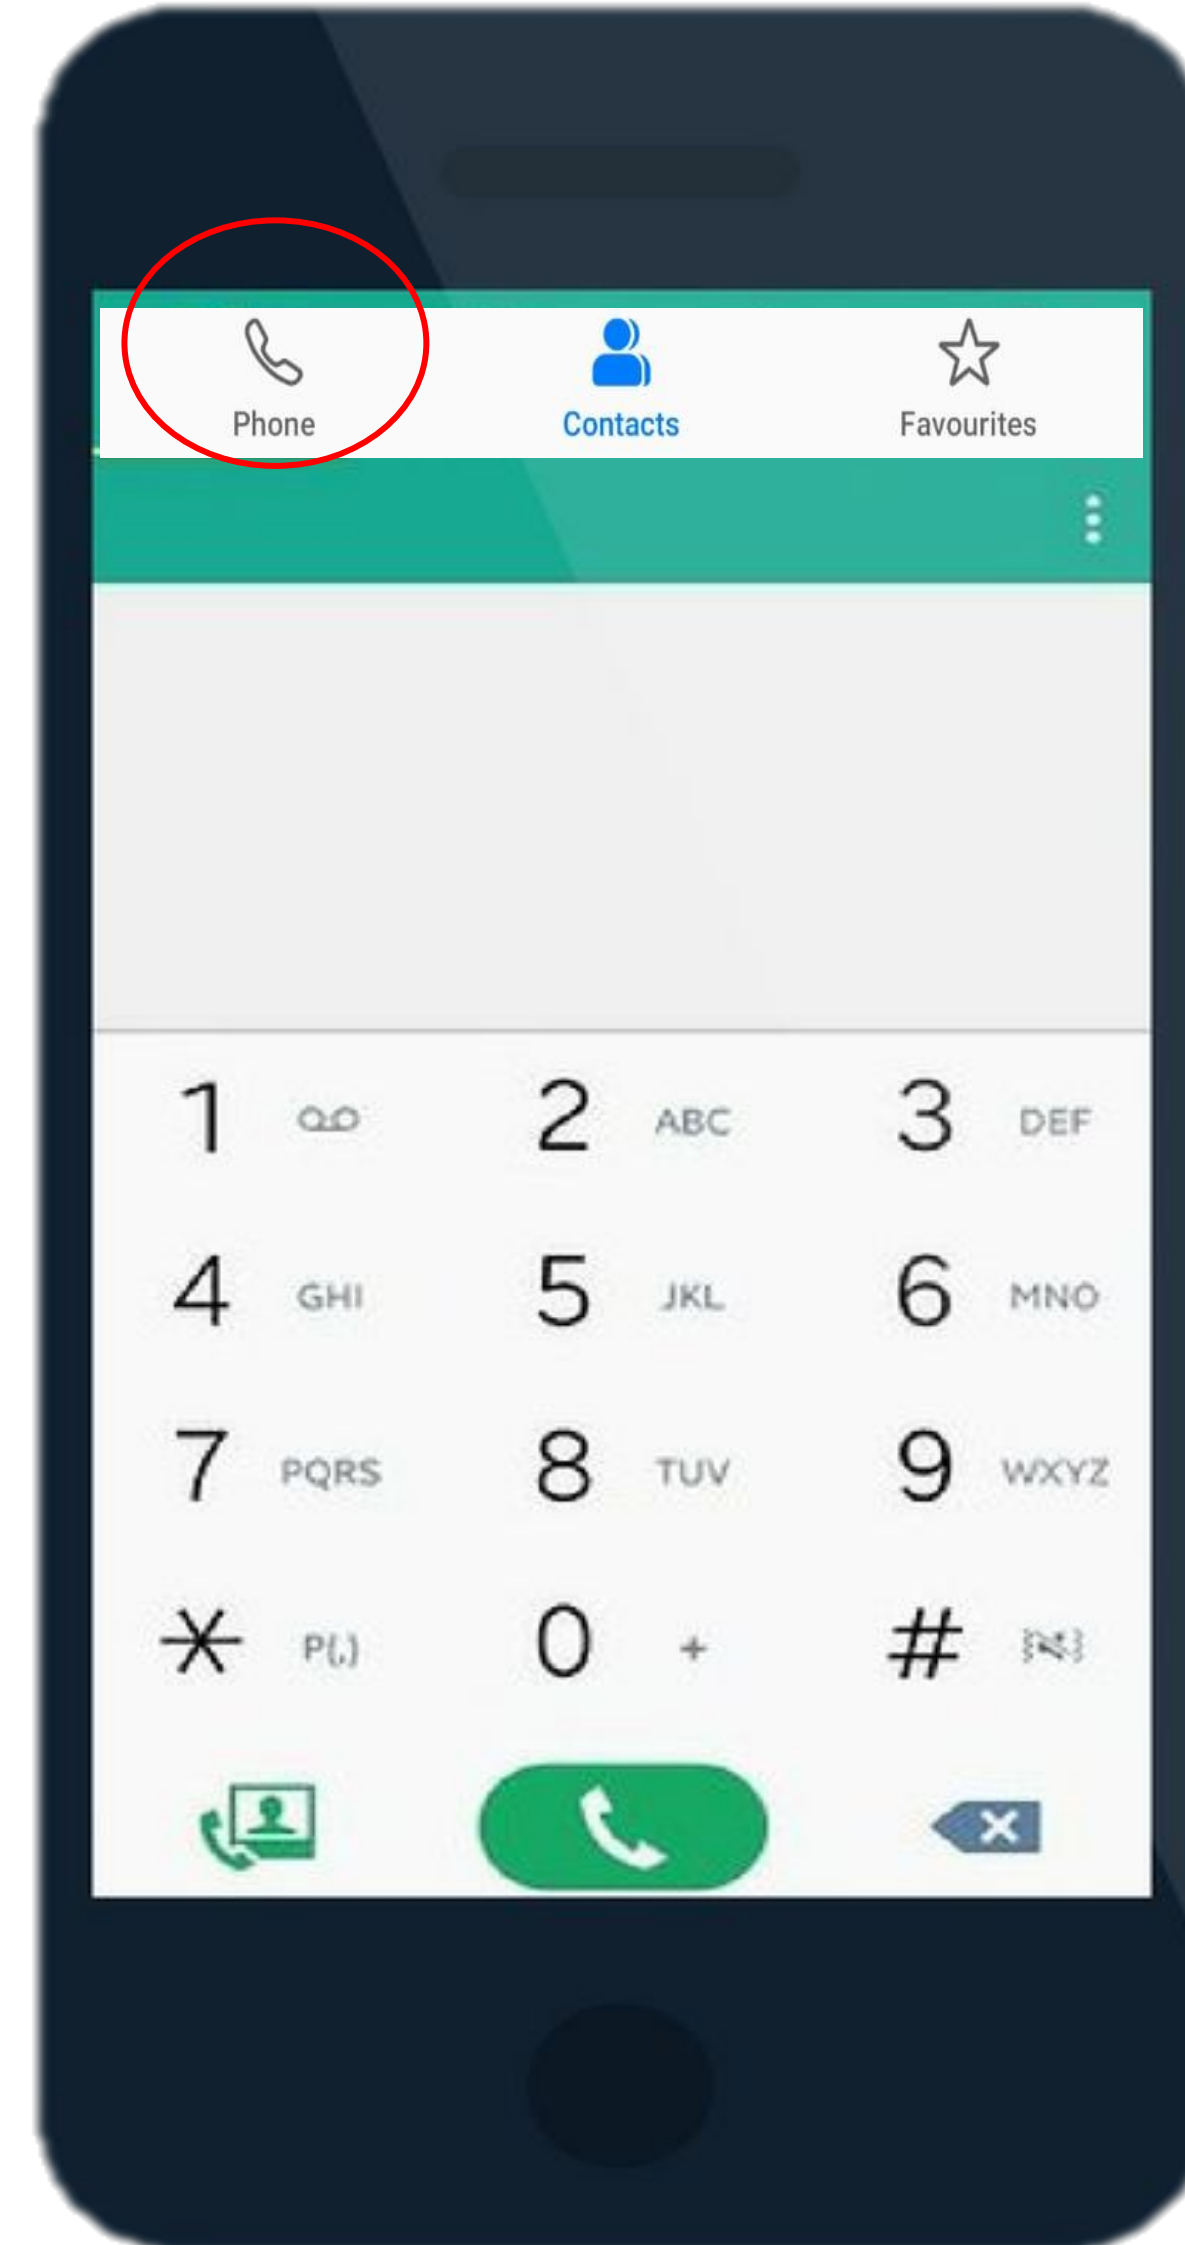 Phone Contacts Favourites
1 2 ABC 3 DEF
4 GHI 5 JKL 6 MNO
7 PQRS 8 TUV 9 WXYZ
* P(,) 0 + #